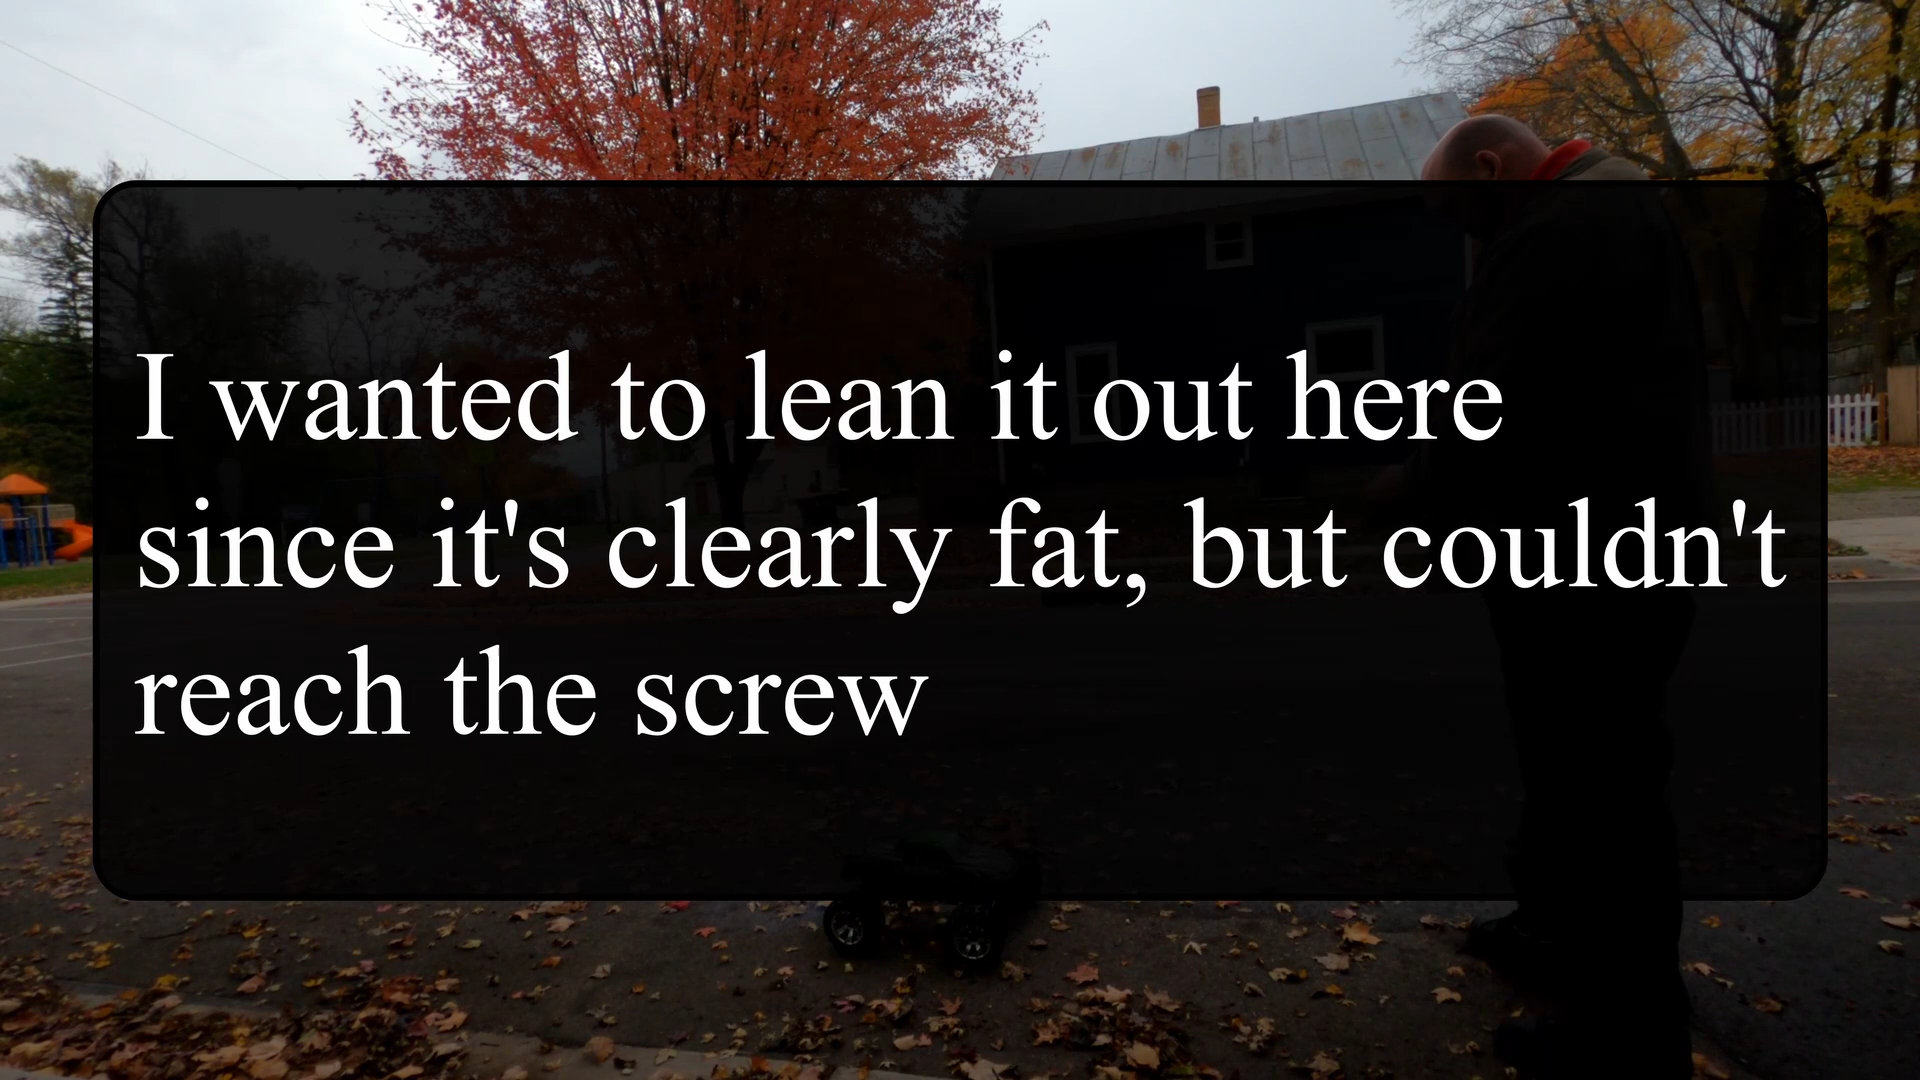 I wanted to lean it out here
since it's clearly fat, but couldn't
reach the screw